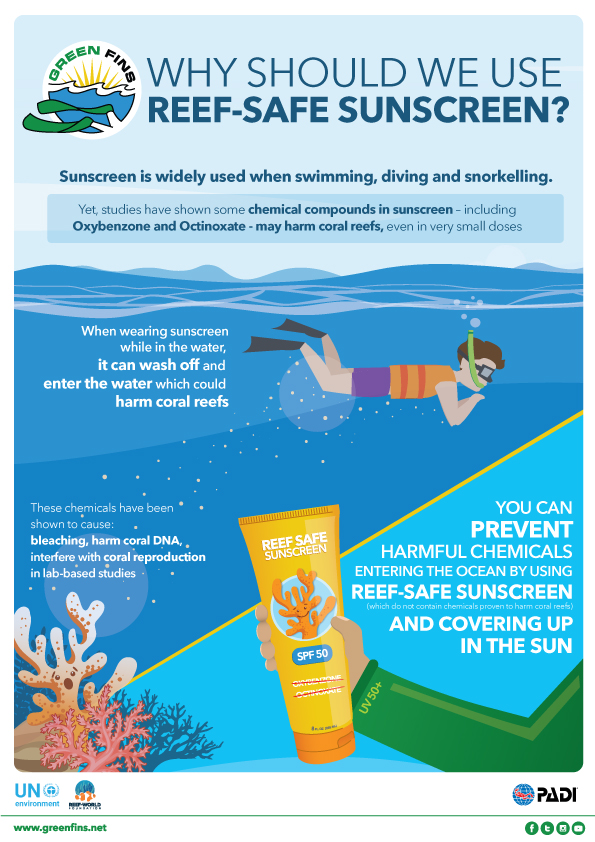 GREEN FINS
WHY SHOULD WE USE
REEF-SAFE SUNSCREEN?
Sunscreen is widely used when swimming, diving and snorkelling.
Yet, studies have shown some chemical compounds in sunscreen – including
Oxybenzone and Octinoxate - may harm coral reefs, even in very small doses
When wearing sunscreen
while in the water,
it can wash off and
enter the water which could
harm coral reefs
These chemicals have been
shown to cause:
bleaching, harm coral DNA,
interfere with coral reproduction
in lab-based studies
REEF SAFE
SUNSCREEN
SPF 50
OXYBENZONE
OCTINOXATE
UV 50+
YOU CAN
PREVENT
HARMFUL CHEMICALS
ENTERING THE OCEAN BY USING
REEF-SAFE SUNSCREEN
(which do not contain chemicals proven to harm coral reefs)
AND COVERING UP
IN THE SUN
UN
environment
REEF-WORLD
FOUNDATION
PADI
www.greenfins.net